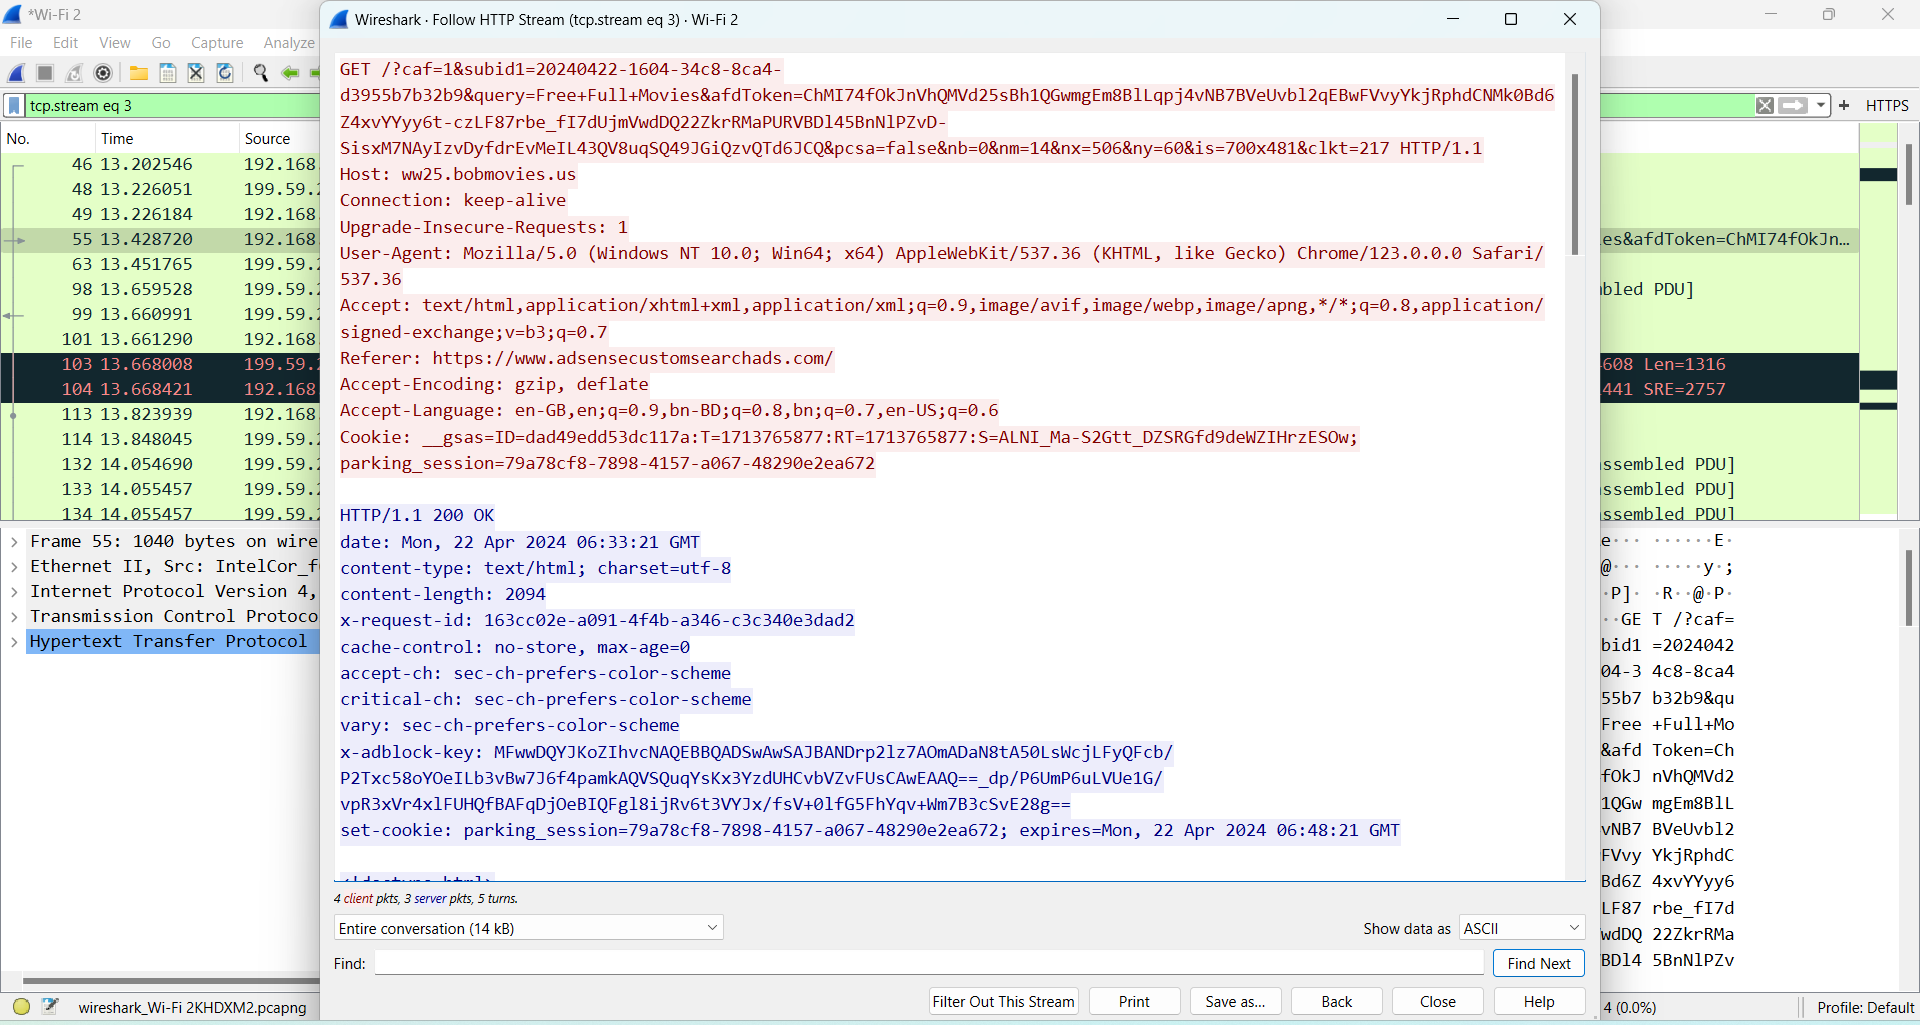 *Wi-Fi 2
File Edit View Go Capture Analyze
tcp.stream eq 3
HTTPS
No. Time Source
46 13.202546 192.168
48 13.226051 199.59.2
49 13.226184 192.168
55 13.428720 192.168
63 13.451765 199.59.2
98 13.659528 199.59.2
99 13.660991 199.59.2
101 13.661290 192.168
103 13.668008 199.59.2
104 13.668421 192.168
113 13.823939 192.168
114 13.848045 199.59.2
132 14.054690 199.59.2
133 14.055457 199.59.2
134 14.055457 199.59.2
Frame 55: 1040 bytes on wire
Ethernet II, Src: IntelCor_f
Internet Protocol Version 4,
Transmission Control Protoco
Hypertext Transfer Protocol
wireshark_Wi-Fi 2KHDXM2.pcapng
Wireshark · Follow HTTP Stream (tcp.stream eq 3) · Wi-Fi 2
GET /?caf=1&subid1=20240422-1604-34c8-8ca4-
d3955b7b32b9&query=Free+Full+Movies&afdToken=ChMI74fOkJnVhQMVd25sBh1QGwmgEm8BlLqpj4vNB7BVeUvbl2qEBwFVvyYkjRphdCNMk0Bd6
Z4xvYYyy6t-czLF87rbe_fI7dUjmVwdDQ22ZkrRMaPURVBDl45BnNlPZvD-
SisxM7NAyIzvDyfdrEvMeIL43QV8uqSQ49JGiQzvQTd6JCQ&pcsa=false&nb=0&nm=14&nx=506&ny=60&is=700x481&clkt=217 HTTP/1.1
Host: ww25.bobmovies.us
Connection: keep-alive
Upgrade-Insecure-Requests: 1
User-Agent: Mozilla/5.0 (Windows NT 10.0; Win64; x64) AppleWebKit/537.36 (KHTML, like Gecko) Chrome/123.0.0.0 Safari/
537.36
Accept: text/html,application/xhtml+xml,application/xml;q=0.9,image/avif,image/webp,image/apng,*/*;q=0.8,application/
signed-exchange;v=b3;q=0.7
Referer: https://www.adsensecustomsearchads.com/
Accept-Encoding: gzip, deflate
Accept-Language: en-GB,en;q=0.9,bn-BD;q=0.8,bn;q=0.7,en-US;q=0.6
Cookie: __gsas=ID=dad49edd53dc117a:T=1713765877:RT=1713765877:S=ALNI_Ma-S2Gtt_DZSRGfd9deWZIHrzESOw;
parking_session=79a78cf8-7898-4157-a067-48290e2ea672
HTTP/1.1 200 OK
date: Mon, 22 Apr 2024 06:33:21 GMT
content-type: text/html; charset=utf-8
content-length: 2094
x-request-id: 163cc02e-a091-4f4b-a346-c3c340e3dad2
cache-control: no-store, max-age=0
accept-ch: sec-ch-prefers-color-scheme
critical-ch: sec-ch-prefers-color-scheme
vary: sec-ch-prefers-color-scheme
x-adblock-key: MFwwDQYJKoZIhvcNAQEBBQADSwAwSAJBANDrp2lz7AOmADaN8tA50LsWcjLFyQFcb/
P2Txc58oYOeILb3vBw7J6f4pamkAQVSQuqYsKx3YzdUHCvbVZvFUsCAwEAAQ==_dp/P6UmP6uLVUe1G/
vpR3xVr4xlFUHQfBAFqDjOeBIQFgl8ijRv6t3VYJx/fsV+0lfG5FhYqv+Wm7B3cSvE28g==
set-cookie: parking_session=79a78cf8-7898-4157-a067-48290e2ea672; expires=Mon, 22 Apr 2024 06:48:21 GMT
<!doctype html>
4 client pkts, 3 server pkts, 5 turns.
Entire conversation (14 kB)
Show data as ASCII
Find:
Find Next
Filter Out This Stream Print Save as... Back Close Help
es&afdToken=ChMI74fOkJn...
bled PDU]
608 Len=1316
441 SRE=2757
ssembled PDU]
ssembled PDU]
ssembled PDU]
e··· ······E·
@··· ·····y·;
·P]· ·R··@·P·
··GE T /?caf=
bid1 =2024042
04-3 4c8-8ca4
55b7 b32b9&qu
Free +Full+Mo
&afd Token=Ch
fOkJ nVhQMVd2
1QGw mgEm8BlL
vNB7 BVeUvbl2
FVvy YkjRphdC
Bd6Z 4xvYYyy6
LF87 rbe_fI7d
wdDQ 22ZkrRMa
BDl4 5BnNlPZv
4 (0.0%)
Profile: Default